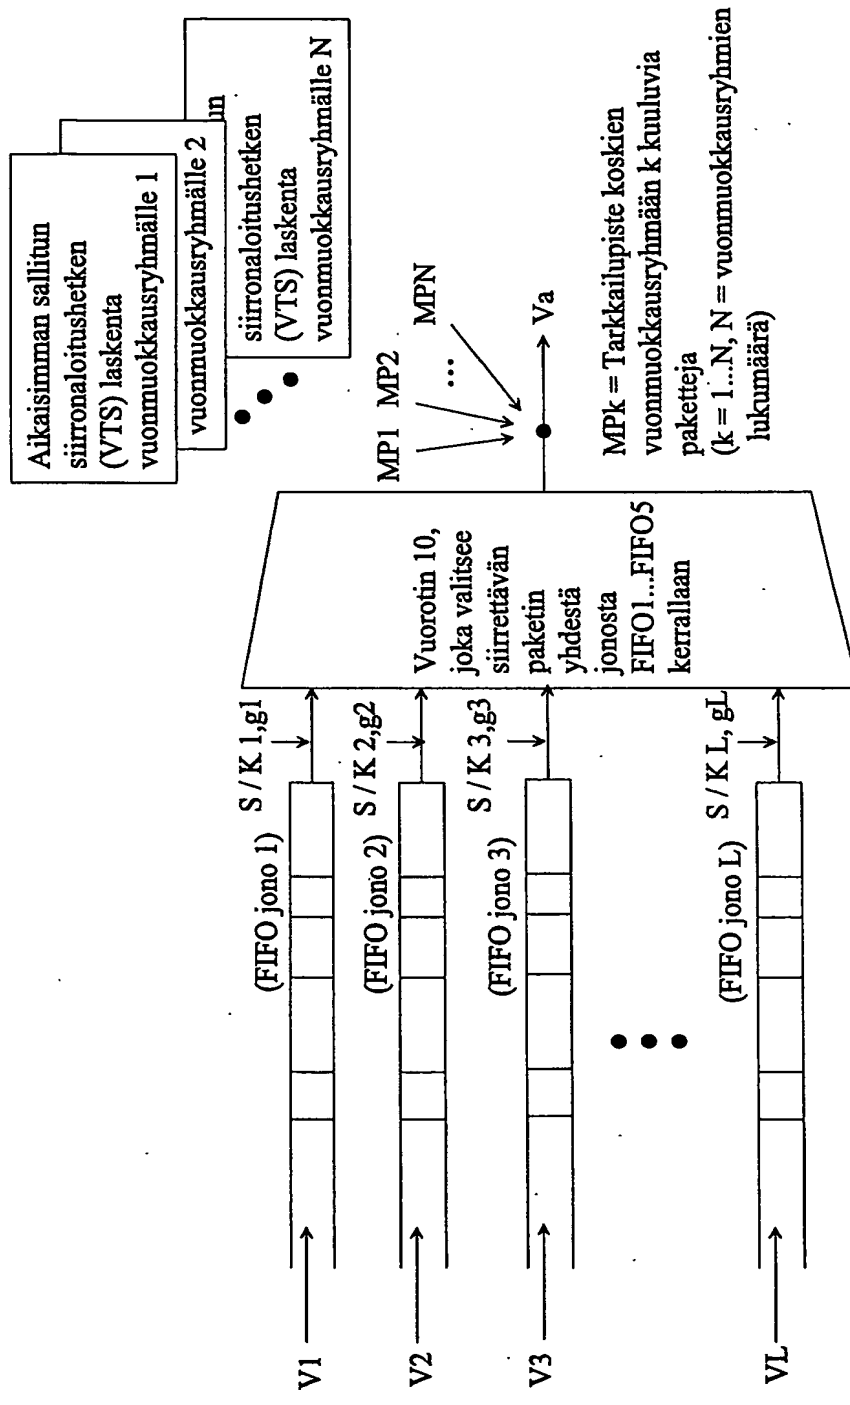 Aikaisimman sallitun
siirronaloitushetken
(VTS) laskenta
vuonmuokkausryhmälle 1
vuonmuokkausryhmälle 2
un
siirronaloitushetken
(VTS) laskenta
vuonmuokkausryhmälle N
MP1 MP2
...
MPN
Va
MPk = Tarkkailupiste koskien
vuonmuokkausryhmään k kuuluvia
paketteja
(k = 1...N, N = vuonmuokkausryhmien
lukumäärä)
Vuorotin 10,
joka valitsee
siirrettävän
paketin
yhdestä
jonosta
FIFO1...FIFO5
kerrallaan
S / K 1,g1
(FIFO jono 1)
V1
S / K 2,g2
(FIFO jono 2)
V2
S / K 3,g3
(FIFO jono 3)
V3
S / K L, gL
(FIFO jono L)
VL